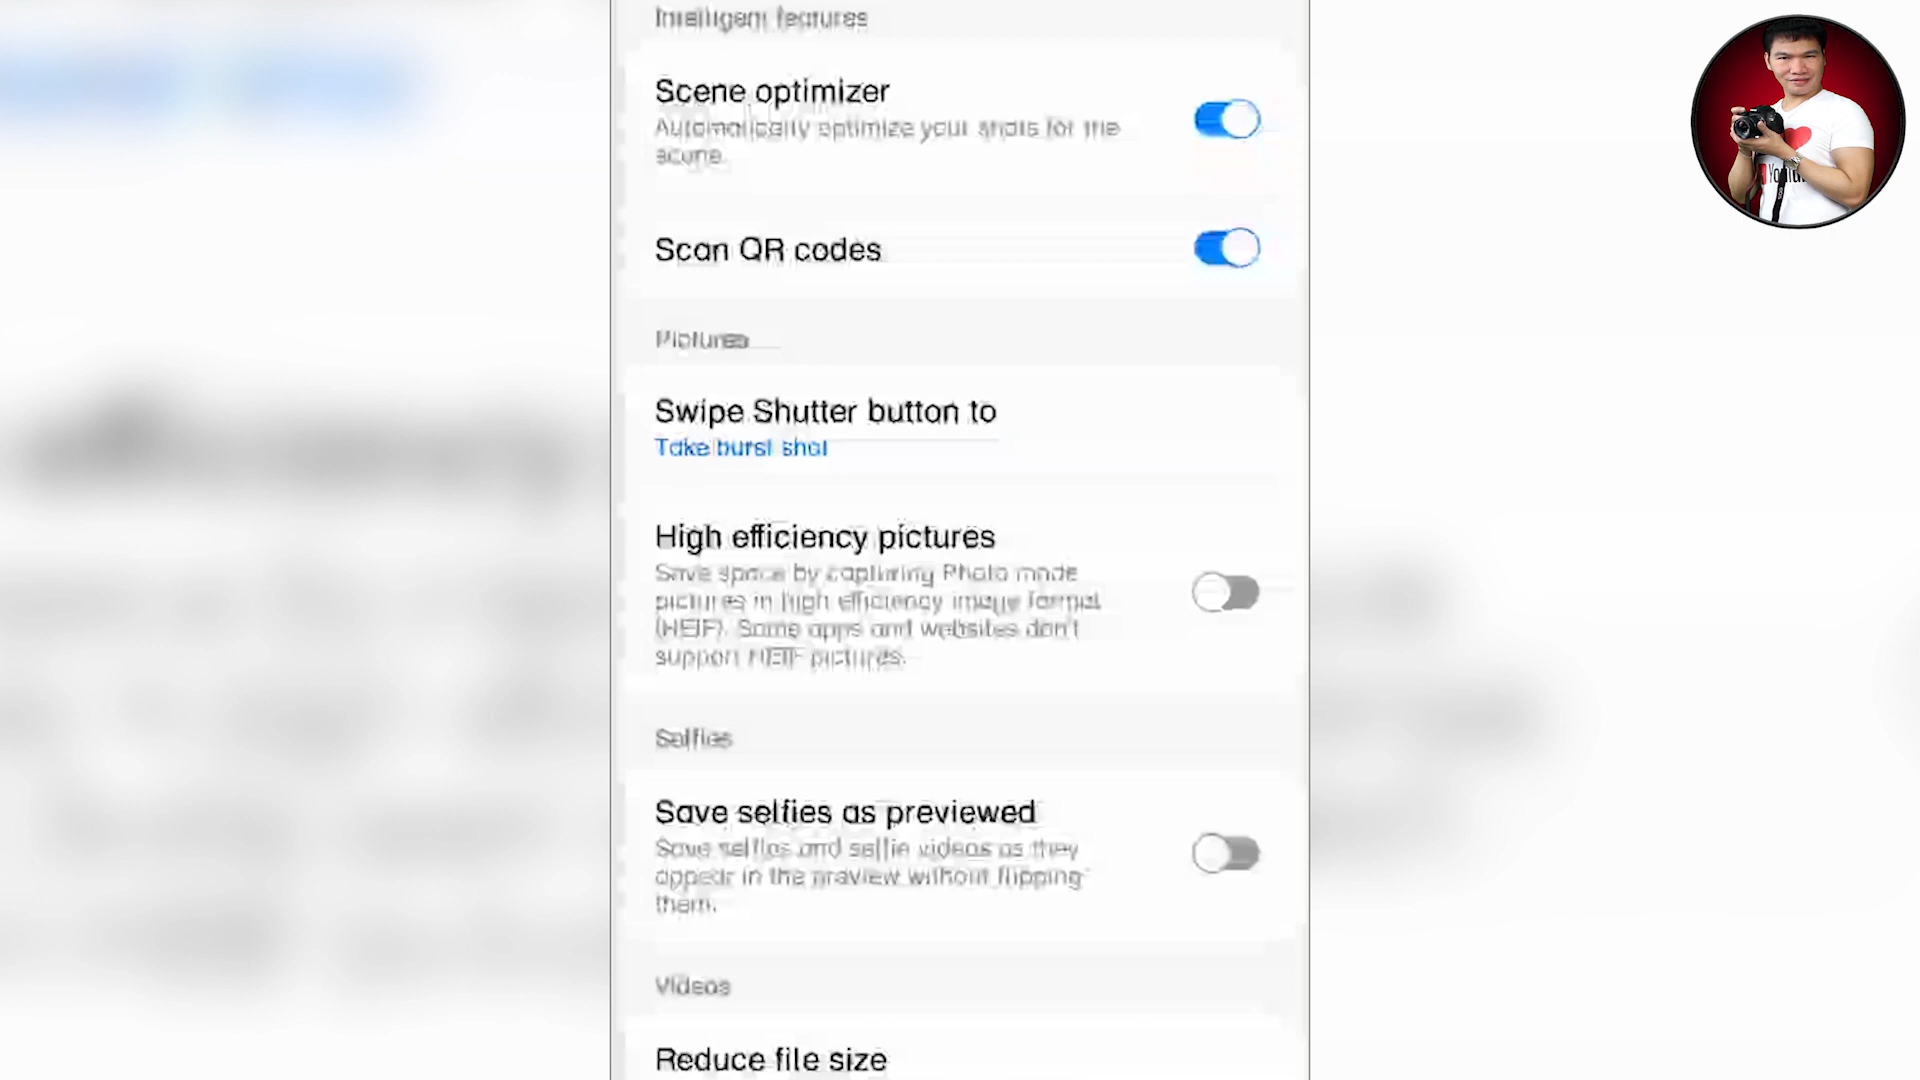 Intelligent features
Scene optimizer
Automatically optimize your shots for the
scene.
Scan QR codes
Pictures
Swipe Shutter button to
Take burst shot
High efficiency pictures
Save space by capturing Photo mode
pictures in high efficiency image format
(HEIF). Some apps and websites don't
support HEIF pictures.
Selfies
Save selfies as previewed
Save selfies and selfie videos as they
appear in the preview without flipping
them.
Videos
Reduce file size